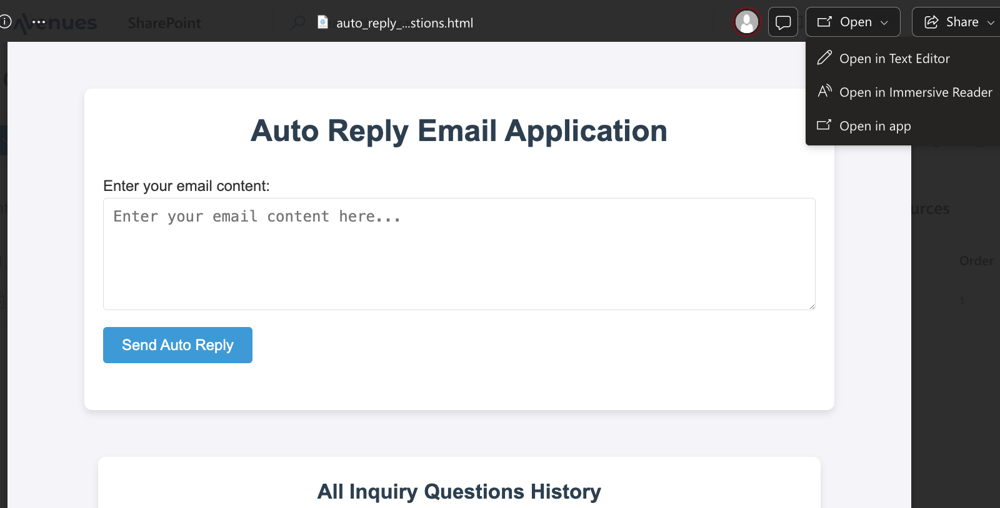 Avenues
SharePoint
auto_reply_...stions.html
Open
Share
Open in Text Editor
Open in Immersive Reader
Open in app
Auto Reply Email Application
Enter your email content:
Enter your email content here...
Send Auto Reply
urces
Order
1
All Inquiry Questions History